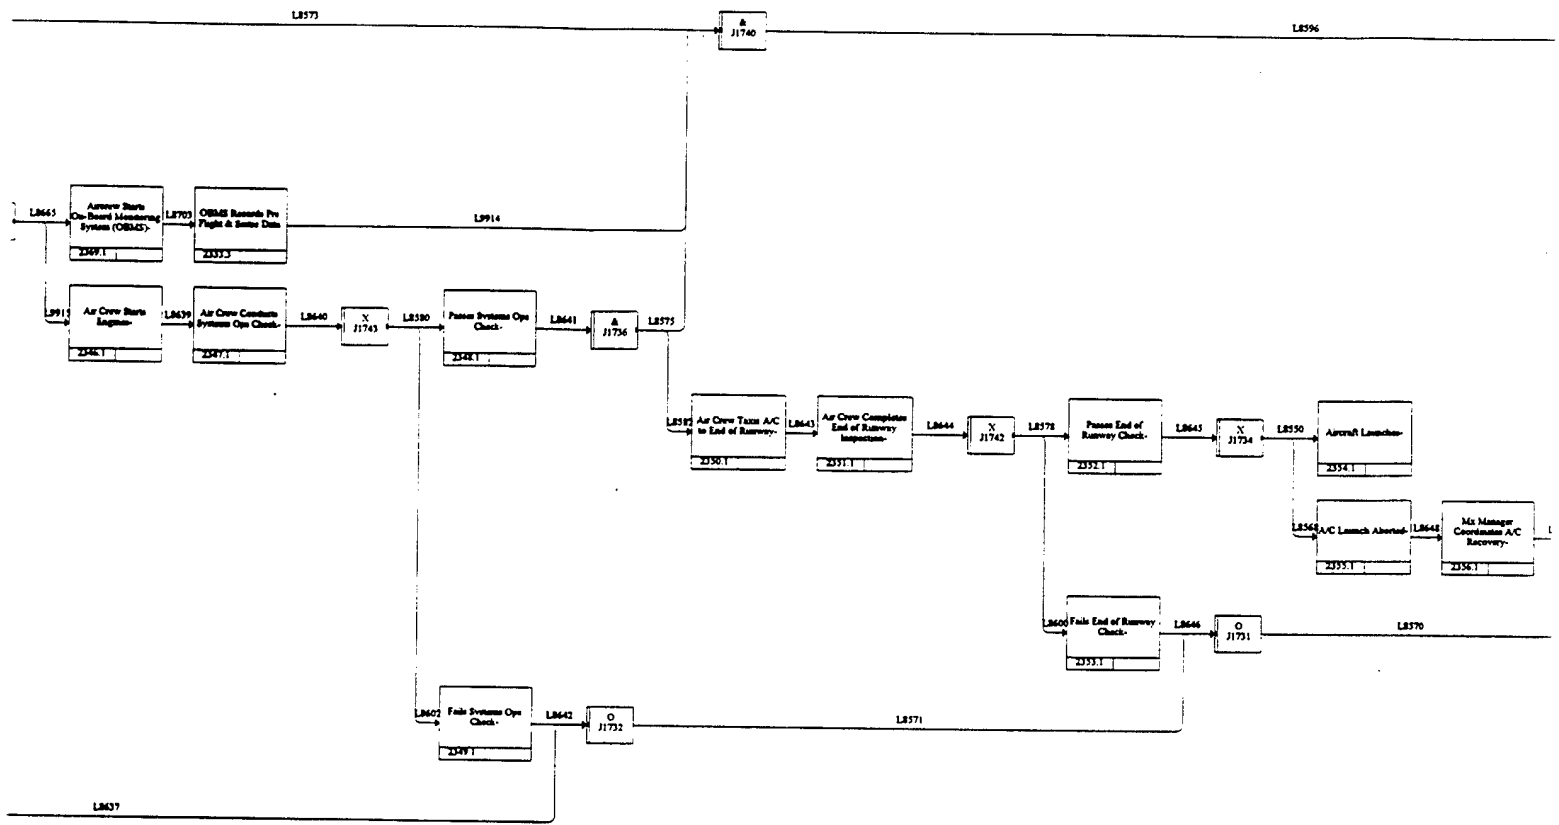 L8573
&
J1740
L8596
L8665
Aircrew Starts
On-Board Monitoring
System (OBMS)-
2369.1
L8703
OBMS Records Pre
Flight & Sortie Data
2333.3
L9914
L9915
Air Crew Starts
Engines-
2346.1
L8639
Air Crew Conducts
Systems Ops Check-
2347.1
L8640
X
J1743
L8580
Passes Systems Ops
Check-
2348.1
L8641
&
J1736
L8575
L8582
Air Crew Taxis A/C
to End of Runway-
2350.1
L8643
Air Crew Completes
End of Runway
Inspection-
2351.1
L8644
X
J1742
L8578
Passes End of
Runway Check-
2352.1
L8645
X
J1734
L8550
Aircraft Launches-
2354.1
L8568
A/C Launch Aborted-
2355.1
L8648
Mx Manager
Coordinates A/C
Recovery-
2356.1
L8600
Fails End of Runway
Check-
2353.1
L8646
O
J1731
L8570
L8602
Fails Systems Ops
Check-
2349.1
L8642
O
J1732
L8571
L8637